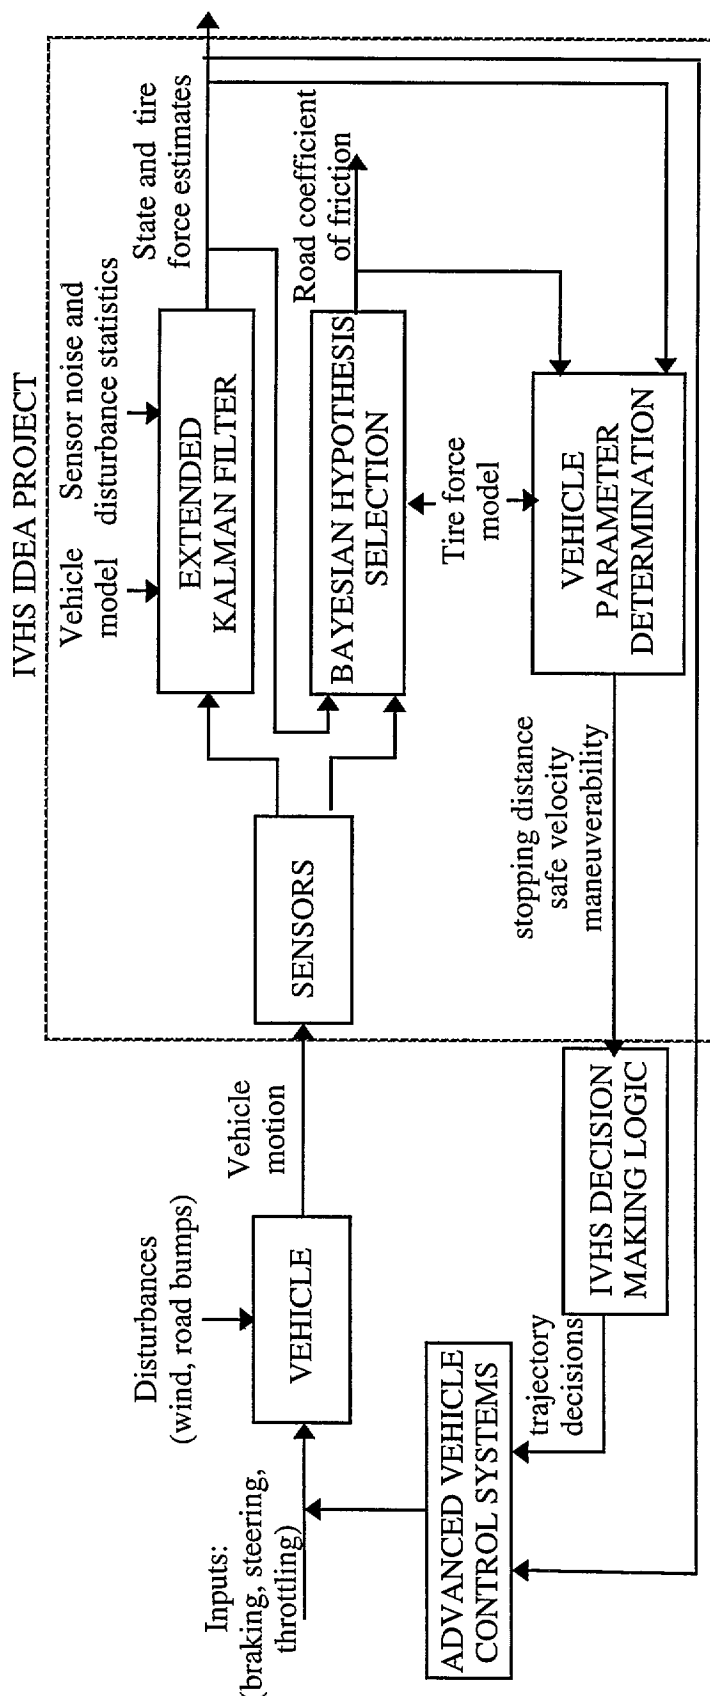 IVHS IDEA PROJECT
Inputs:
(braking, steering,
throttling)
Disturbances
(wind, road bumps)
VEHICLE
Vehicle
motion
SENSORS
Vehicle
model
Sensor noise and
disturbance statistics
EXTENDED
KALMAN FILTER
State and tire
force estimates
BAYESIAN HYPOTHESIS
SELECTION
Road coefficient
of friction
Tire force
model
VEHICLE
PARAMETER
DETERMINATION
stopping distance
safe velocity
maneuverability
IVHS DECISION
MAKING LOGIC
trajectory
decisions
ADVANCED VEHICLE
CONTROL SYSTEMS